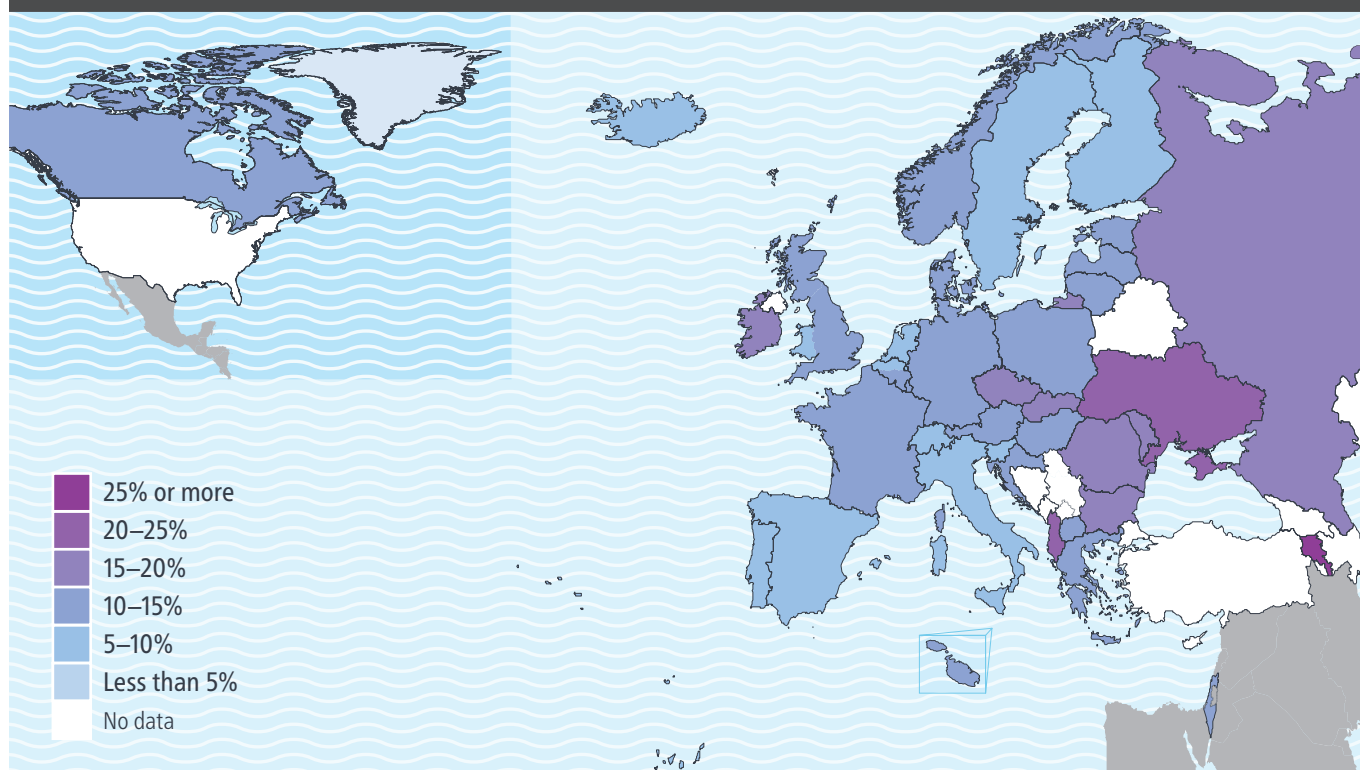 25% or more
20–25%
15–20%
10–15%
5–10%
Less than 5%
No data